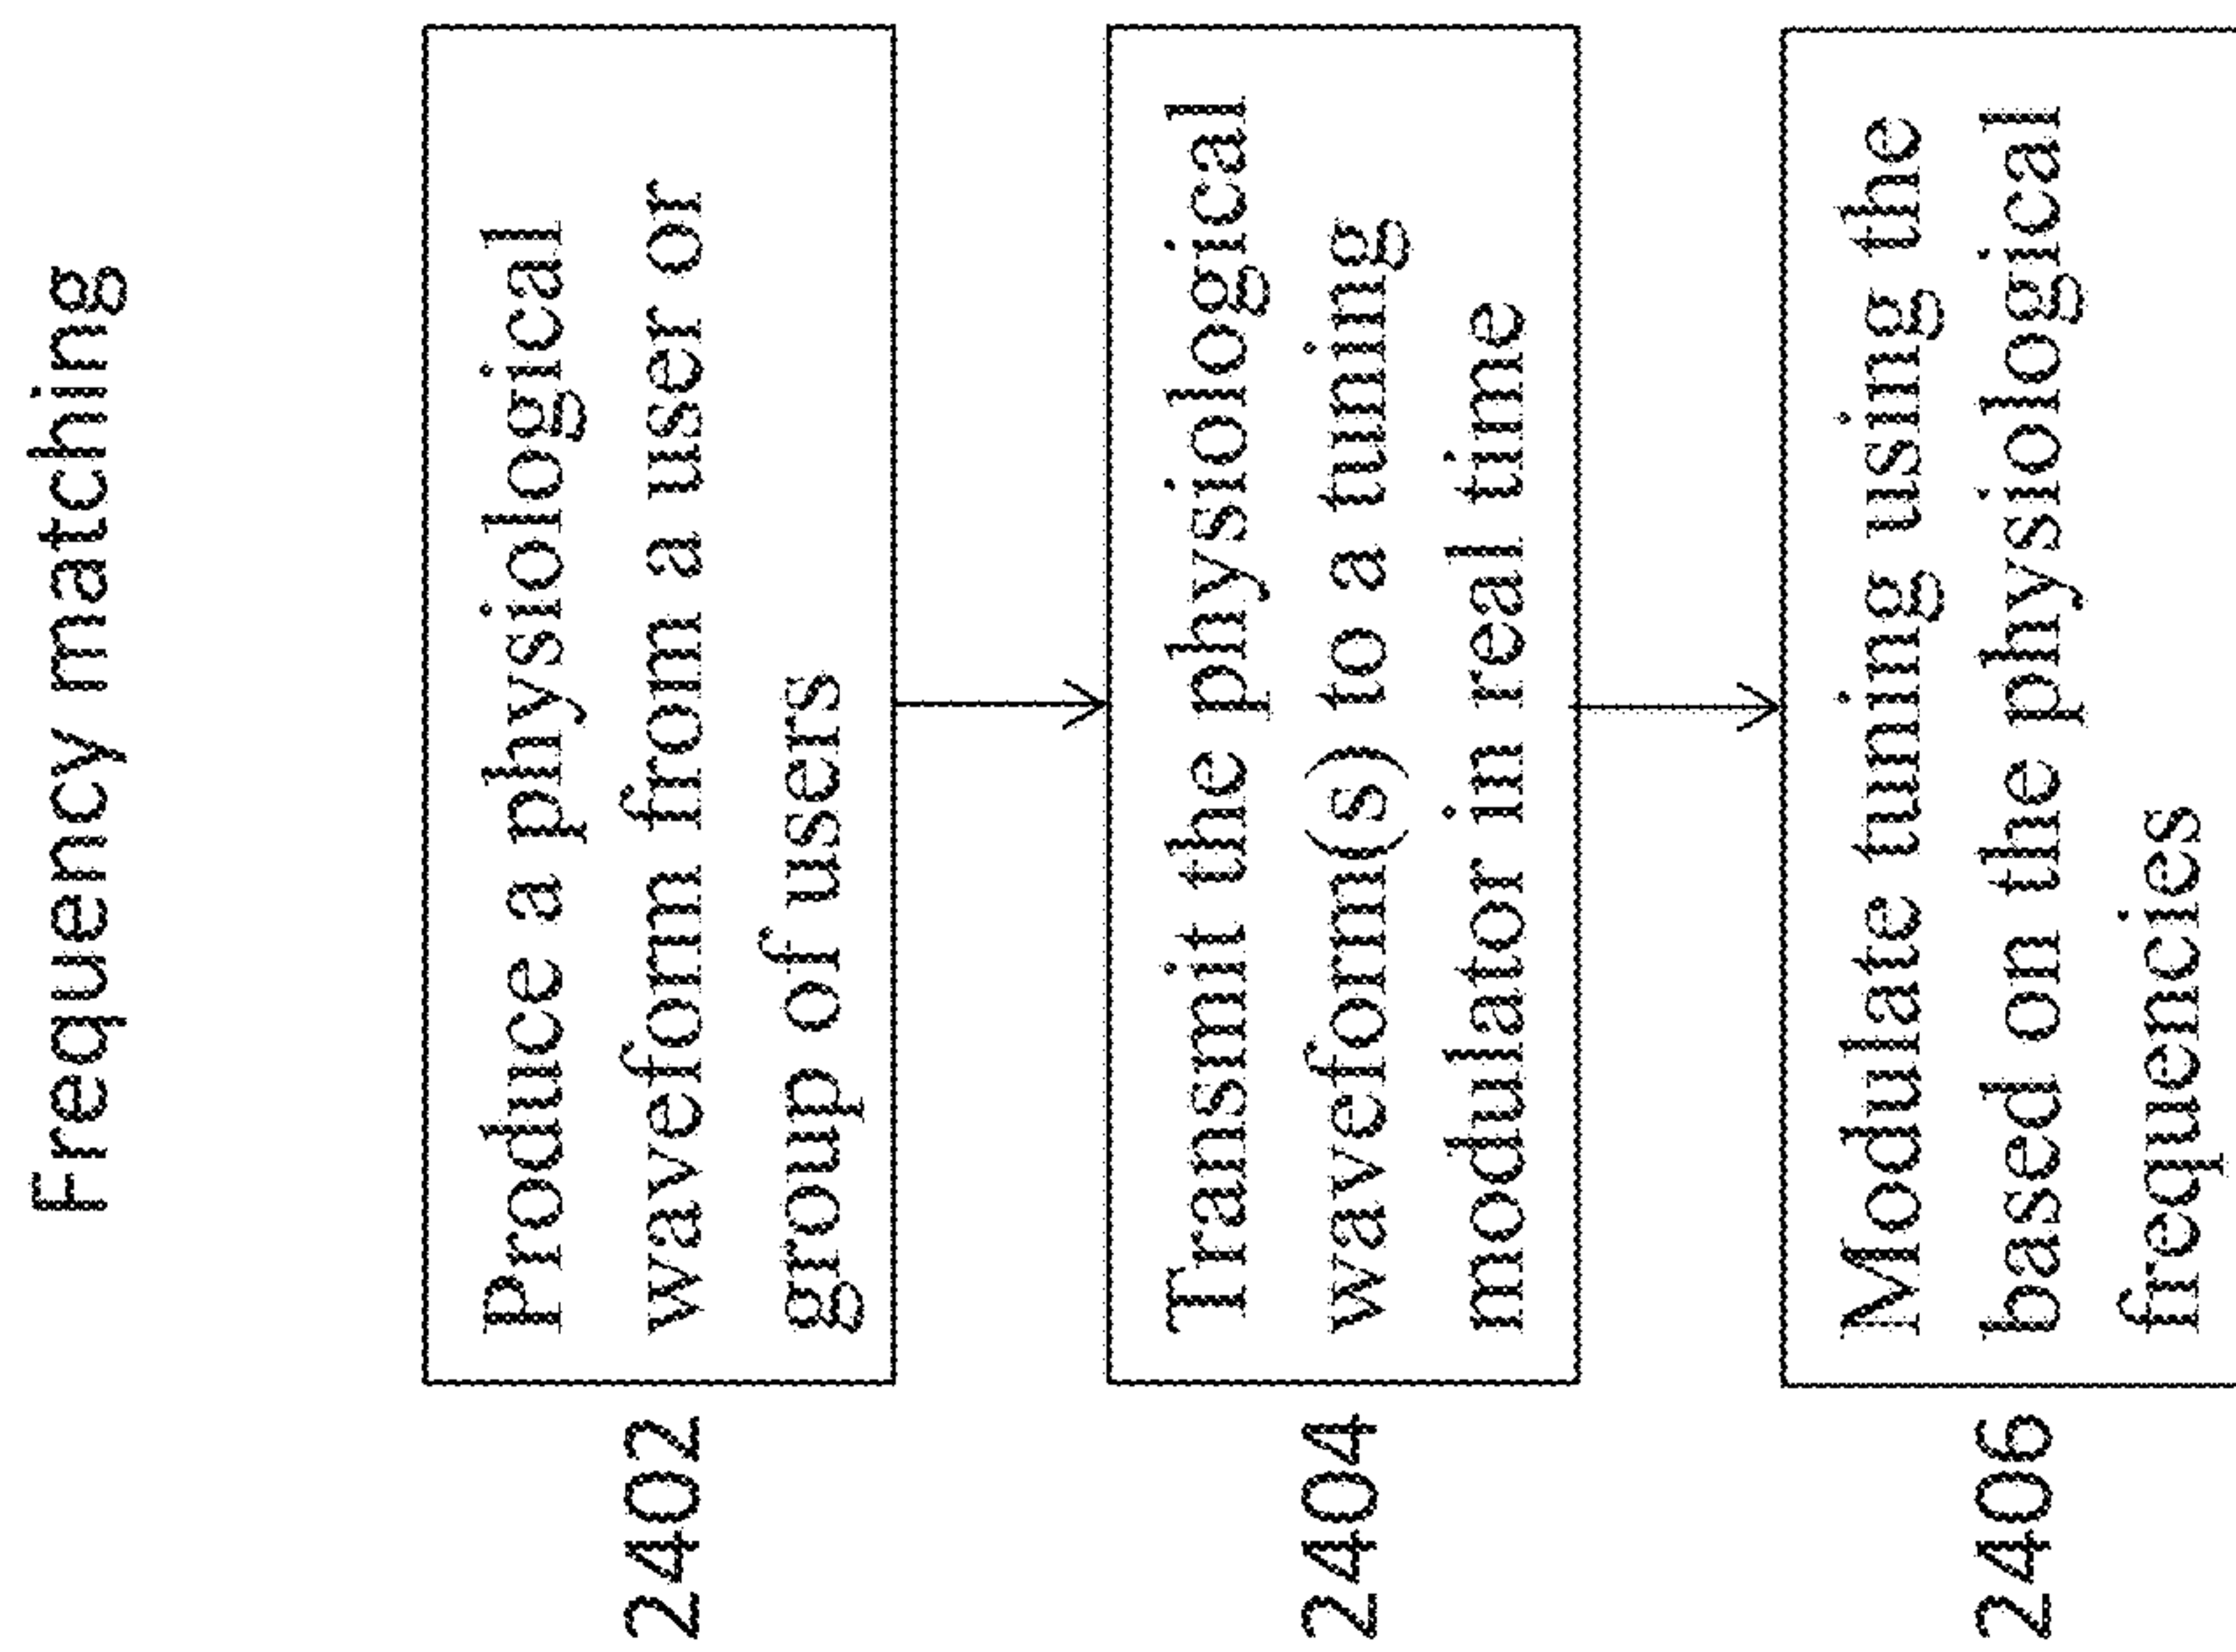 Frequency matching
2402
Produce a physiological
waveform from a user or
group of users
2404
Transmit the physiological
waveform(s) to a tuning
modulator in real time
2406
Modulate tuning using the
based on the physiological
frequencies